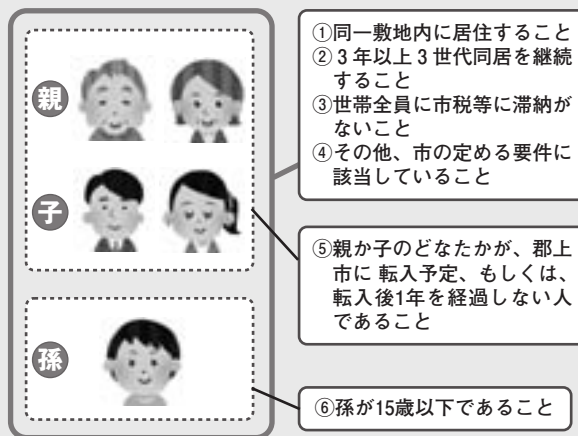 親
子
孫
①同一敷地内に居住すること
②3年以上3世代同居を継続
すること
③世帯全員に市税等に滞納が
ないこと
④その他、市の定める要件に
該当していること
⑤親か子のどなたかが、郡上
市に 転入予定、もしくは、
転入後1年を経過しない人
であること
⑥孫が15歳以下であること